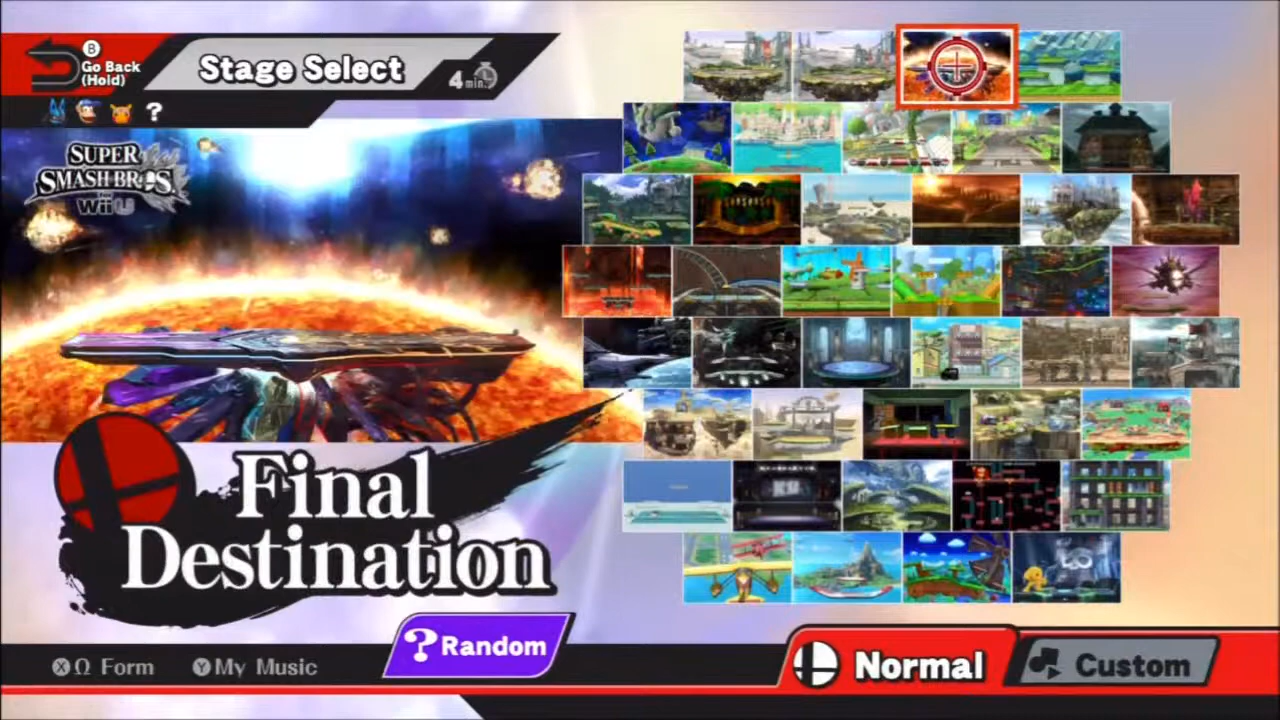 B
Go Back
(Hold)
Stage Select
4 min.
?
SUPER
SMASH BROS.
Wii U
Final
Destination
? Random
X Ω Form
Y My Music
Normal
Custom